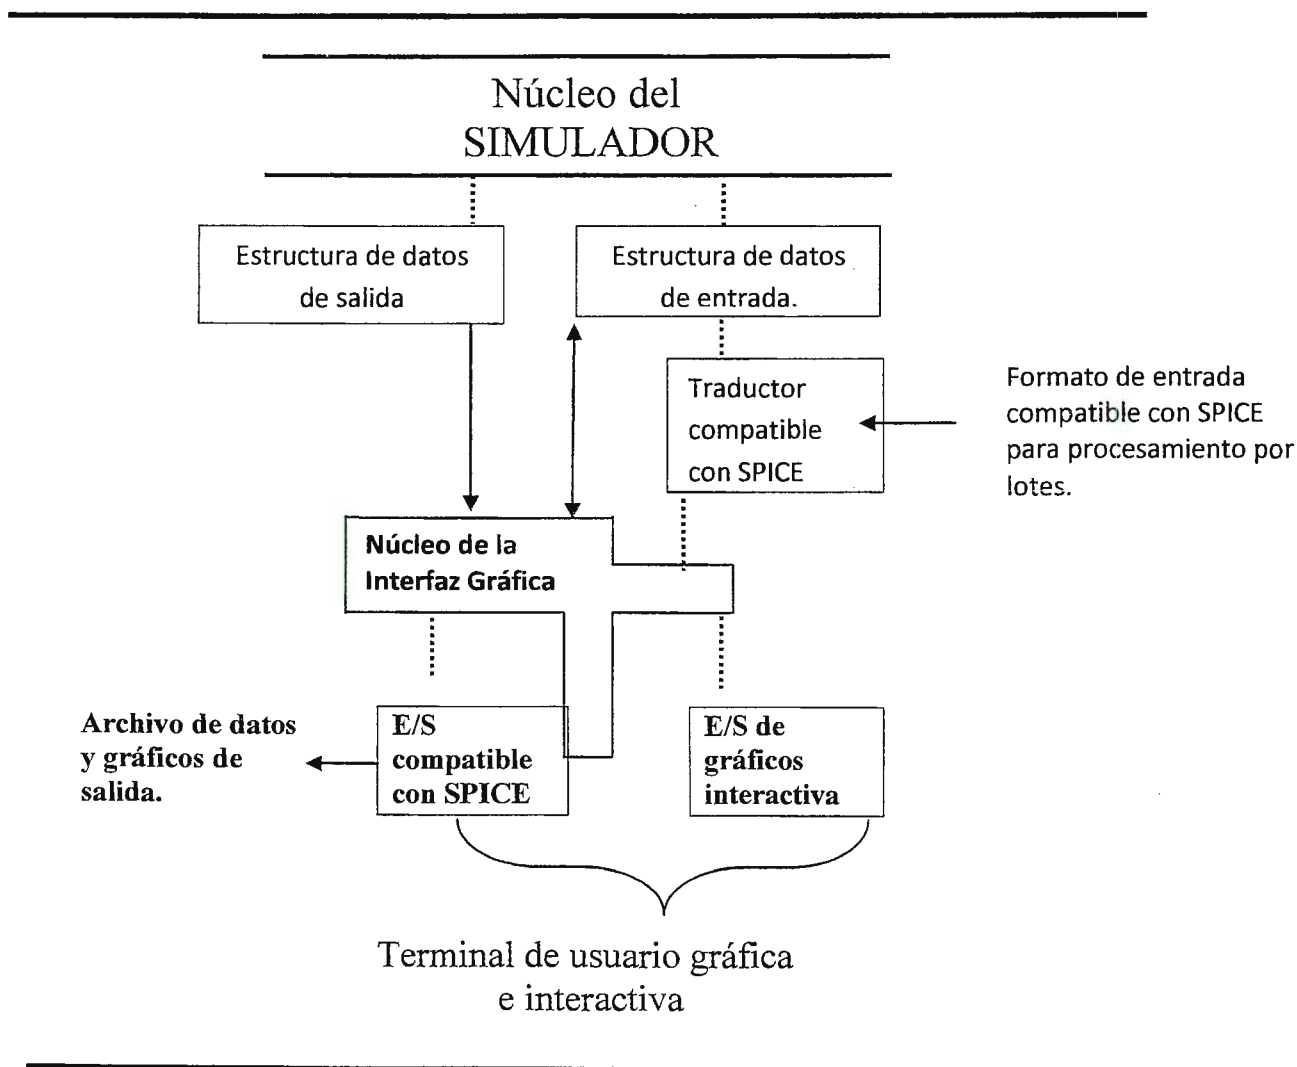 Núcleo del
SIMULADOR
Estructura de datos
de salida
Estructura de datos
de entrada.
Traductor
compatible
con SPICE
Formato de entrada
compatible con SPICE
para procesamiento por
lotes.
Núcleo de la
Interfaz Gráfica
Archivo de datos
y gráficos de
salida.
E/S
compatible
con SPICE
E/S de
gráficos
interactiva
Terminal de usuario gráfica
e interactiva